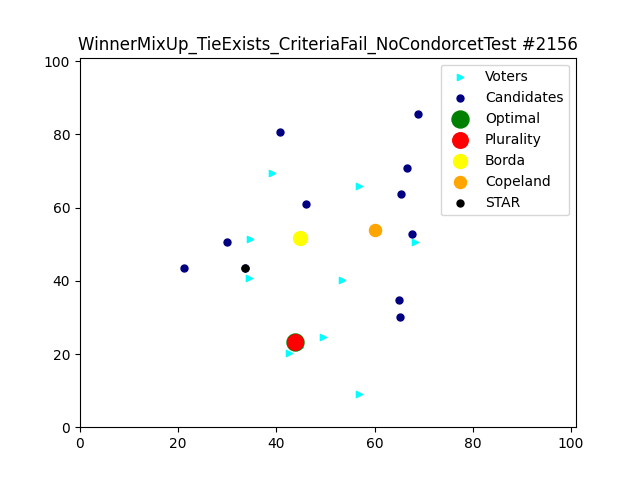 WinnerMixUp_TieExists_CriteriaFail_NoCondorcetTest #2156
100
80
60
40
20
0
0 20 40 60 80 100
Voters
Candidates
Optimal
Plurality
Borda
Copeland
STAR